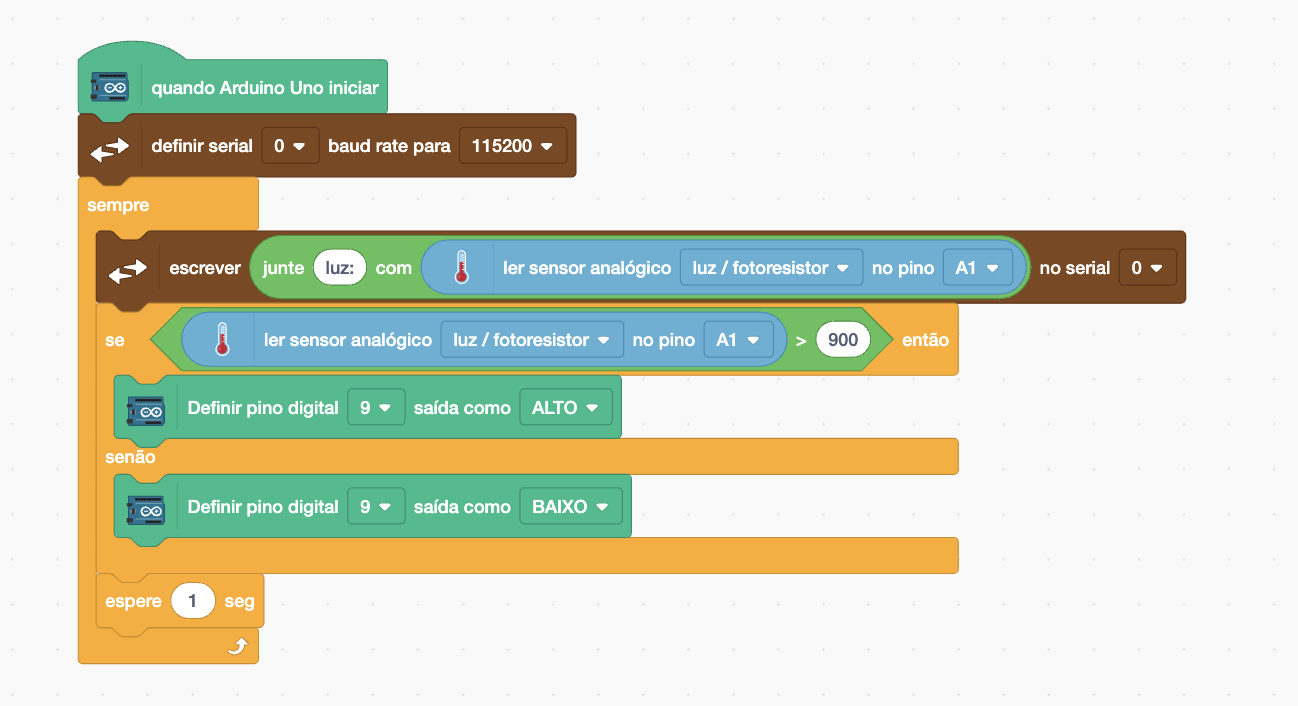 quando Arduino Uno iniciar
definir serial 0 baud rate para 115200
sempre
escrever junte luz: com ler sensor analógico luz / fotoresistor no pino A1 no serial 0
se ler sensor analógico luz / fotoresistor no pino A1 > 900 então
Definir pino digital 9 saída como ALTO
senão
Definir pino digital 9 saída como BAIXO
espere 1 seg